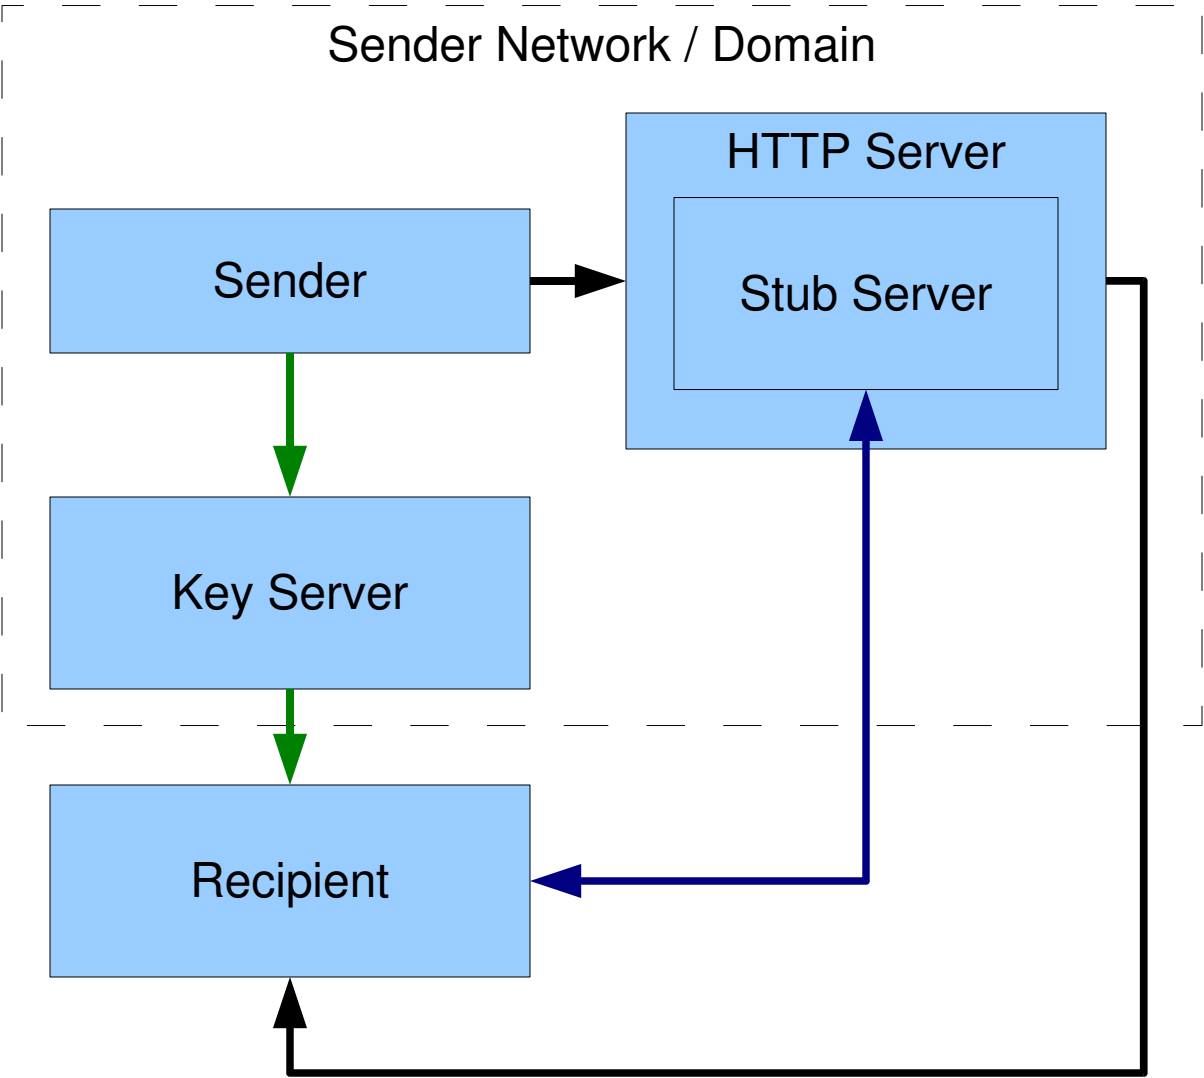 Sender Network / Domain
HTTP Server
Sender
Stub Server
Key Server
Recipient